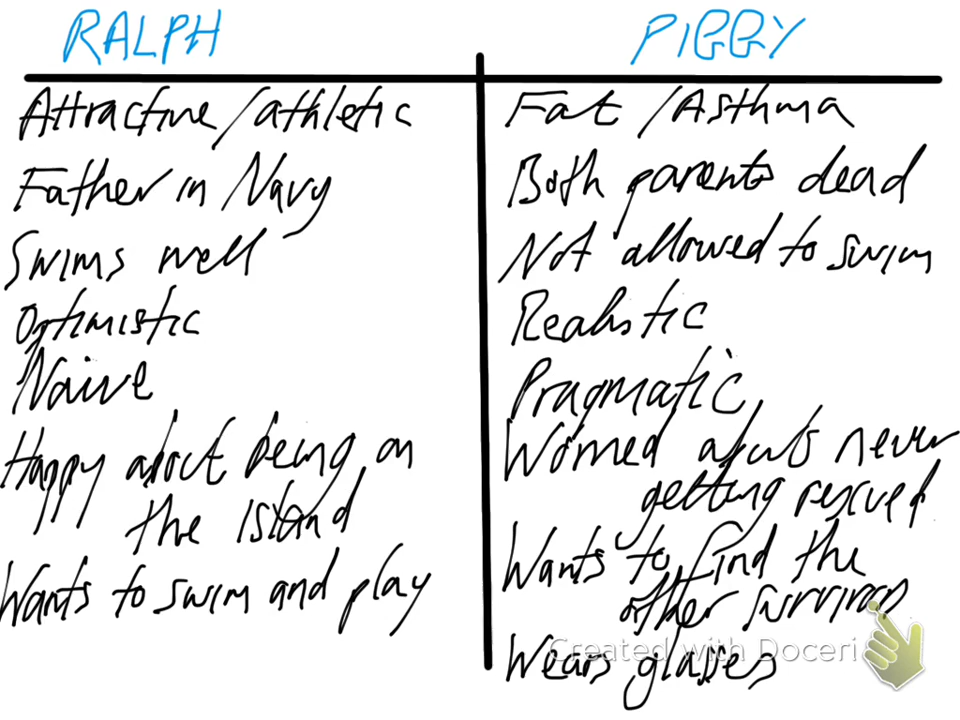 RALPH
Attractive/athletic
Father in Navy
Swims well
Optimistic
Naive
Happy about being on
the island
Wants to swim and play
PIGGY
Fat / Asthma
Both parents dead
Not allowed to swim
Realistic
Pragmatic
Worried about never
getting rescued
Wants to find the
other survivors
Wears glasses
Created with Doceri